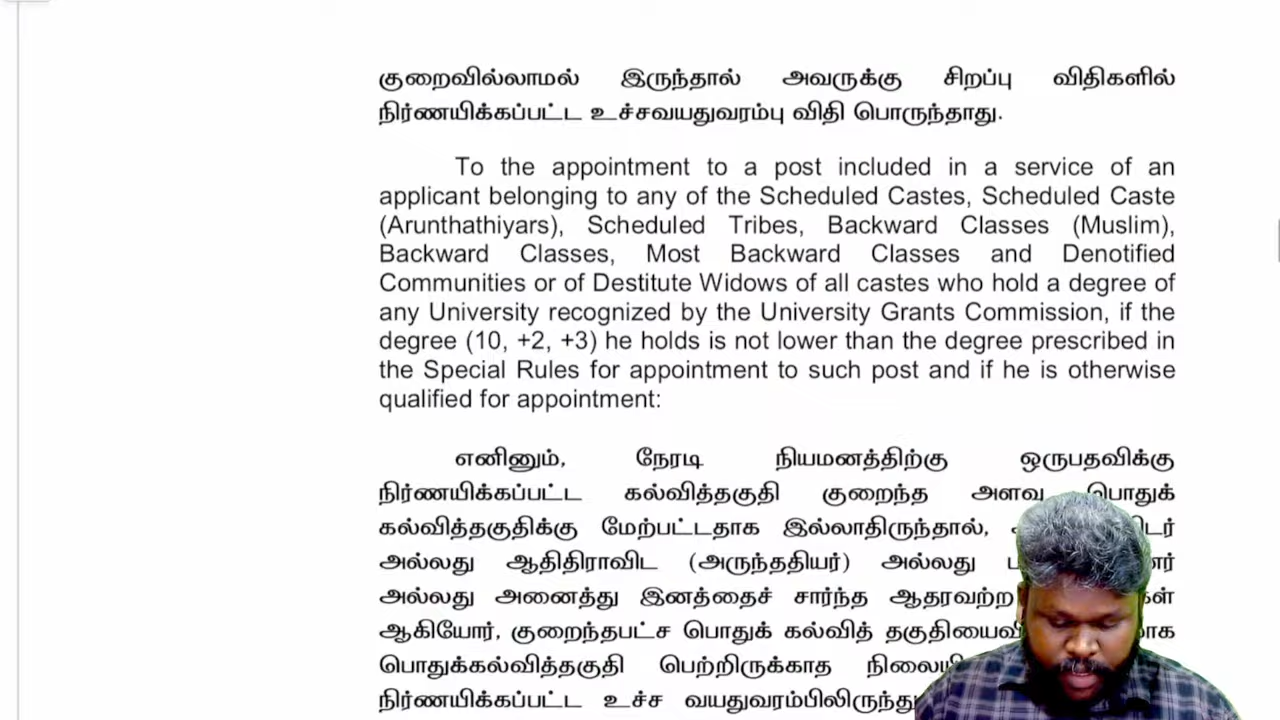 குறைவில்லாமல் இருந்தால் அவருக்கு சிறப்பு விதிகளில்
நிர்ணயிக்கப்பட்ட உச்சவயதுவரம்பு விதி பொருந்தாது.
To the appointment to a post included in a service of an
applicant belonging to any of the Scheduled Castes, Scheduled Caste
(Arunthathiyars), Scheduled Tribes, Backward Classes (Muslim),
Backward Classes, Most Backward Classes and Denotified
Communities or of Destitute Widows of all castes who hold a degree of
any University recognized by the University Grants Commission, if the
degree (10, +2, +3) he holds is not lower than the degree prescribed in
the Special Rules for appointment to such post and if he is otherwise
qualified for appointment:
எனினும், நேரடி நியமனத்திற்கு ஒருபதவிக்கு
நிர்ணயிக்கப்பட்ட கல்வித்தகுதி குறைந்த அளவு பொதுக்
கல்வித்தகுதிக்கு மேற்பட்டதாக இல்லாதிருந்தால்,
அல்லது ஆதிதிராவிட (அருந்ததியர்) அல்லது
அல்லது அனைத்து இனத்தைச் சார்ந்த ஆதரவற்ற
ஆகியோர், குறைந்தபட்ச பொதுக் கல்வித்
பொதுக்கல்வித்தகுதி பெற்றிருக்காத
நிர்ணயிக்கப்பட்ட உச்ச வயதுவரம்பிலிருந்து